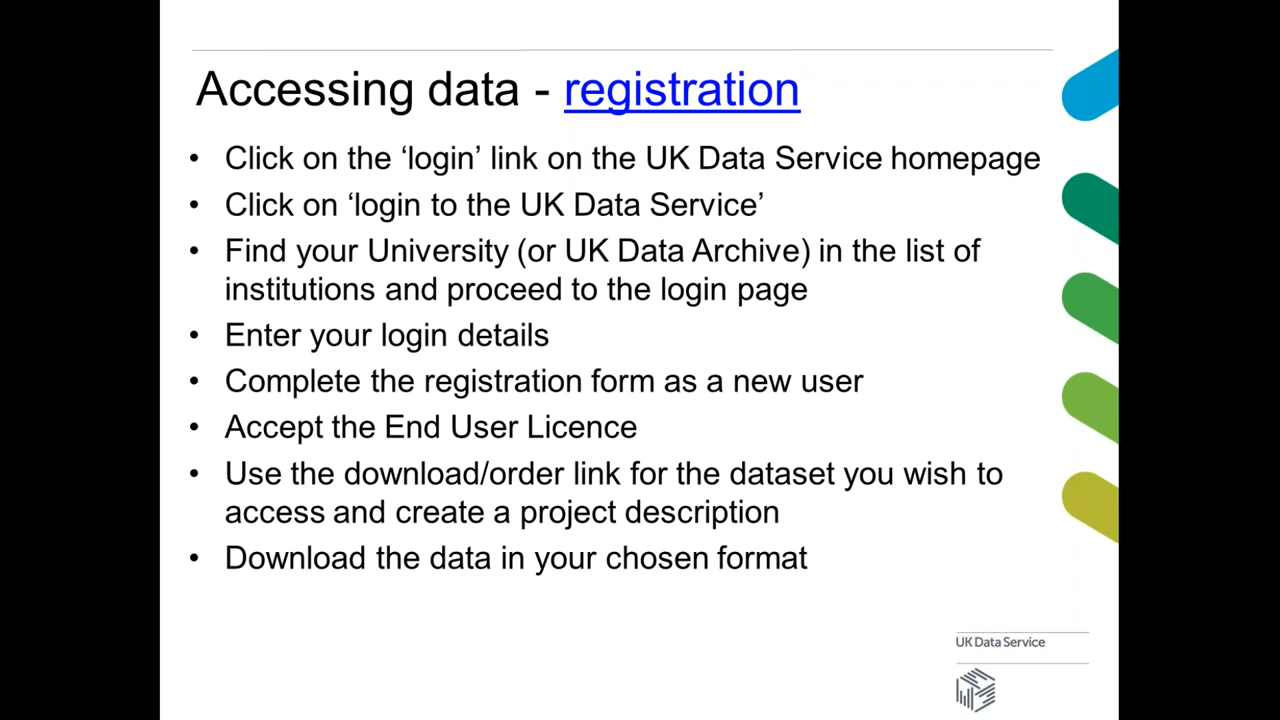 Accessing data - registration
• Click on the ‘login’ link on the UK Data Service homepage
• Click on ‘login to the UK Data Service’
• Find your University (or UK Data Archive) in the list of
institutions and proceed to the login page
• Enter your login details
• Complete the registration form as a new user
• Accept the End User Licence
• Use the download/order link for the dataset you wish to
access and create a project description
• Download the data in your chosen format
UK Data Service